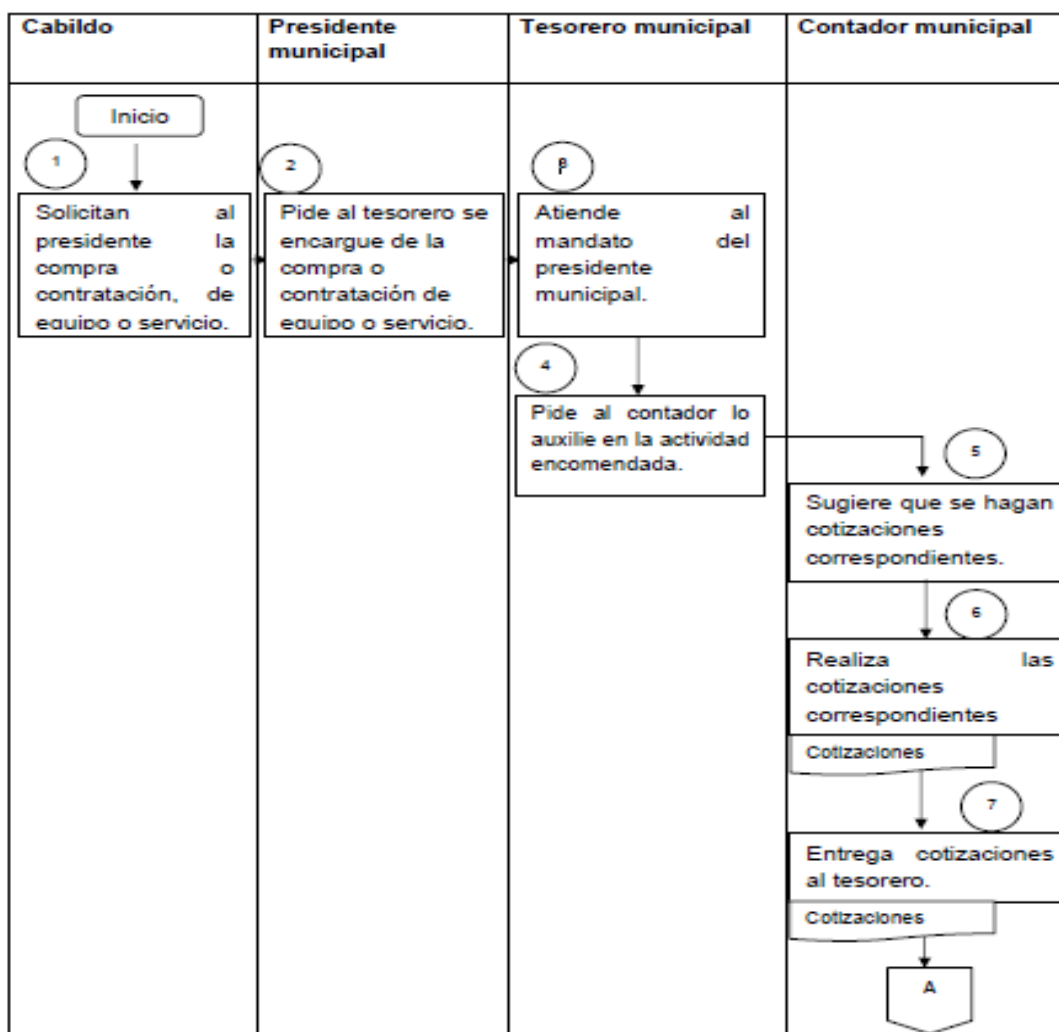 Cabildo
Presidente
municipal
Tesorero municipal
Contador municipal
Inicio
1
Solicitan al
presidente la
compra o
contratación, de
equipo o servicio.
2
Pide al tesorero se
encargue de la
compra o
contratación de
equipo o servicio.
β
Atiende al
mandato del
presidente
municipal.
4
Pide al contador lo
auxilie en la actividad
encomendada.
5
Sugiere que se hagan
cotizaciones
correspondientes.
6
Realiza las
cotizaciones
correspondientes
Cotizaciones
7
Entrega cotizaciones
al tesorero.
Cotizaciones
A